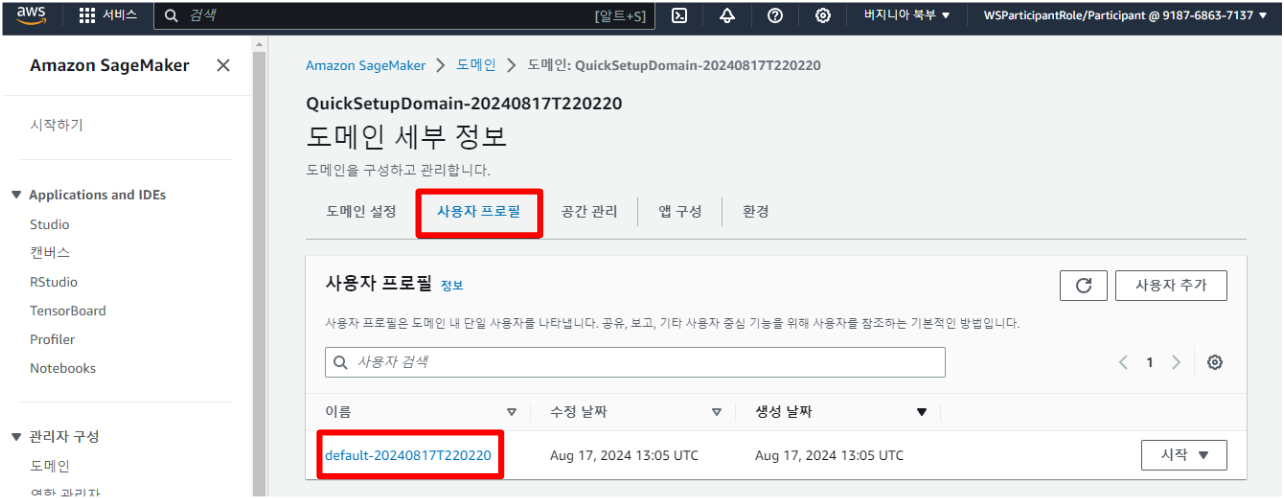 aws 서비스 검색 [알트+S] 버지니아 북부 ▼ WSParticipantRole/Participant @ 9187-6863-7137 ▼
Amazon SageMaker
시작하기
▼ Applications and IDEs
Studio
캔버스
RStudio
TensorBoard
Profiler
Notebooks
▼ 관리자 구성
도메인
역할 관리자
Amazon SageMaker > 도메인 > 도메인: QuickSetupDomain-20240817T220220
QuickSetupDomain-20240817T220220
도메인 세부 정보
도메인을 구성하고 관리합니다.
도메인 설정 사용자 프로필 공간 관리 앱 구성 환경
사용자 프로필 정보 사용자 추가
사용자 프로필은 도메인 내 단일 사용자를 나타냅니다. 공유, 보고, 기타 사용자 중심 기능을 위해 사용자를 참조하는 기본적인 방법입니다.
사용자 검색 < 1 >
이름 수정 날짜 생성 날짜
default-20240817T220220 Aug 17, 2024 13:05 UTC Aug 17, 2024 13:05 UTC 시작 ▼